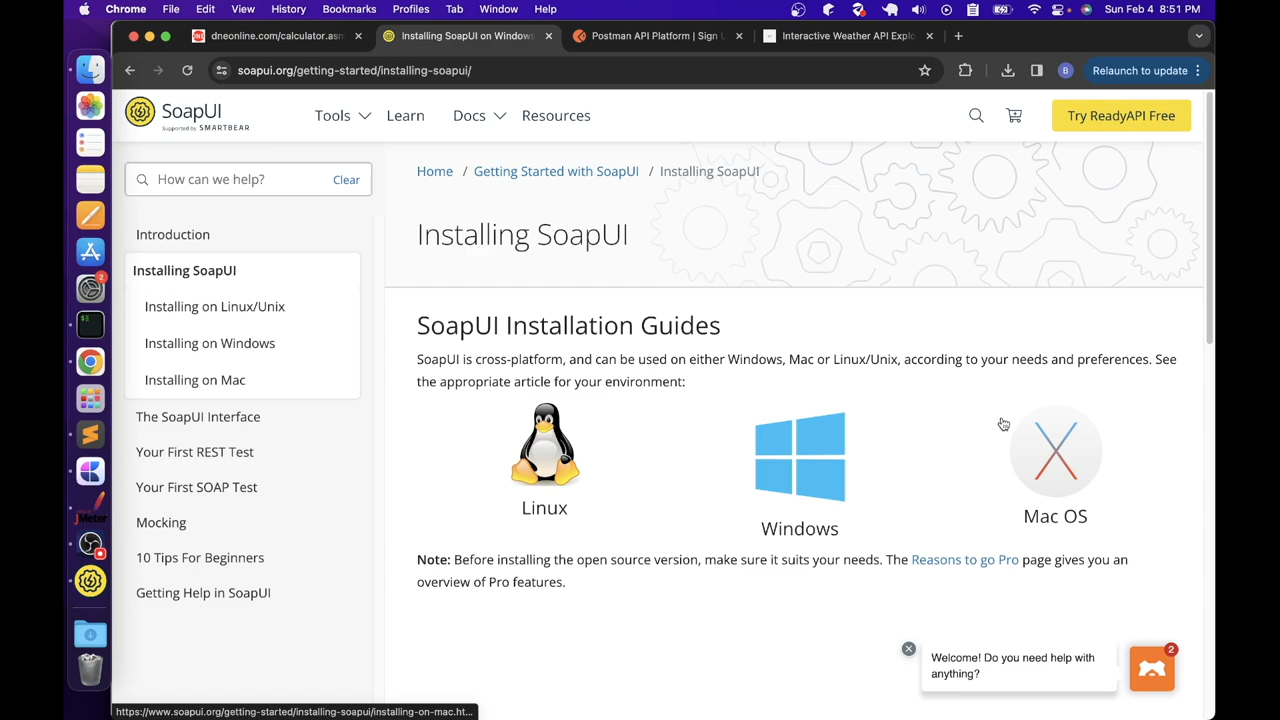 Chrome File Edit View History Bookmarks Profiles Tab Window Help
Sun Feb 4 8:51 PM
dneonline.com/calculator.asm
Installing SoapUI on Windows
Postman API Platform | Sign U
Interactive Weather API Explo
soapui.org/getting-started/installing-soapui/
B
Relaunch to update
SoapUI
Supported by SMARTBEAR
Tools
Learn
Docs
Resources
Try ReadyAPI Free
How can we help?
Clear
Home / Getting Started with SoapUI / Installing SoapUI
Introduction
Installing SoapUI
Installing on Linux/Unix
Installing on Windows
Installing on Mac
The SoapUI Interface
Your First REST Test
Your First SOAP Test
Mocking
10 Tips For Beginners
Getting Help in SoapUI
Installing SoapUI
SoapUI Installation Guides
SoapUI is cross-platform, and can be used on either Windows, Mac or Linux/Unix, according to your needs and preferences. See
the appropriate article for your environment:
Linux
Windows
Mac OS
Note: Before installing the open source version, make sure it suits your needs. The Reasons to go Pro page gives you an
overview of Pro features.
Welcome! Do you need help with
anything?
2
2
JMeter
https://www.soapui.org/getting-started/installing-soapui/installing-on-mac.ht...